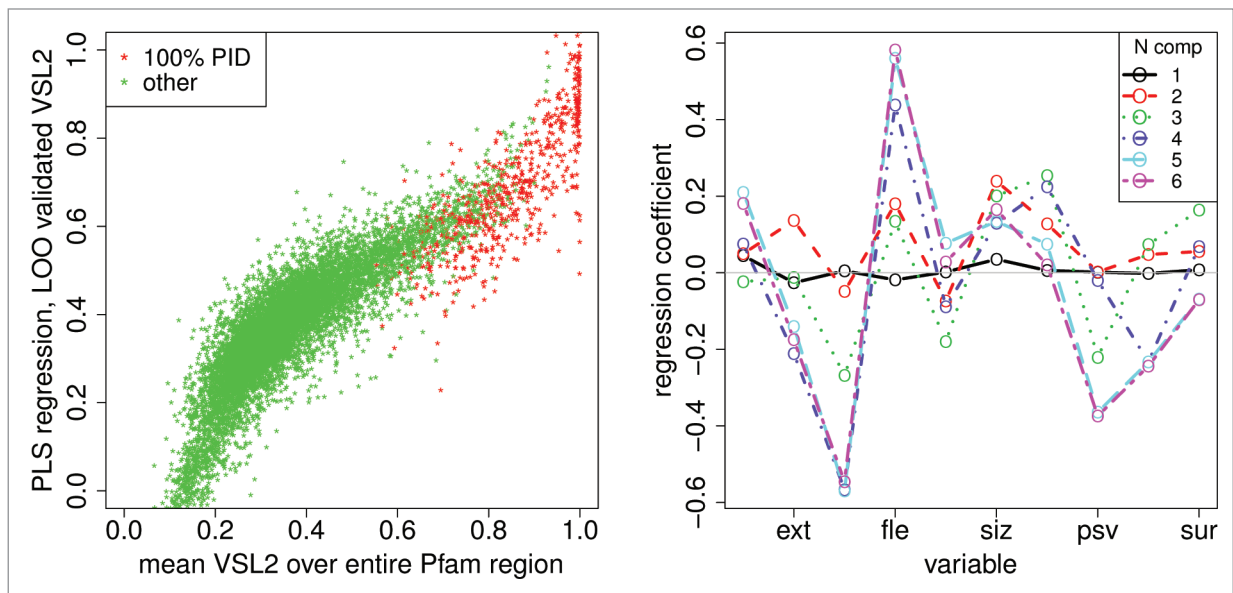 PLS regression, LOO validated VSL2
1.0
0.8
0.6
0.4
0.2
0.0
* 100% PID
* other
0.0 0.2 0.4 0.6 0.8 1.0
mean VSL2 over entire Pfam region
regression coefficient
0.6
0.4
0.2
0.0
−0.2
−0.4
−0.6
N comp
1
2
3
4
5
6
ext fle siz psv sur
variable